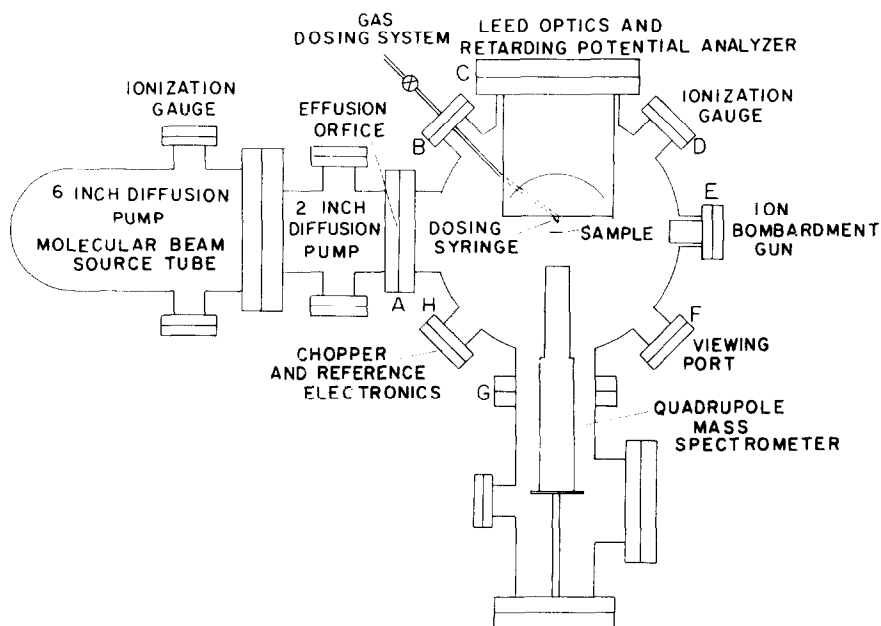 GAS
DOSING SYSTEM
LEED OPTICS AND
RETARDING POTENTIAL ANALYZER
C
IONIZATION
GAUGE
EFFUSION
ORFICE
B
IONIZATION
GAUGE
D
6 INCH DIFFUSION
PUMP
MOLECULAR BEAM
SOURCE TUBE
2 INCH
DIFFUSION
PUMP
DOSING
SYRINGE
SAMPLE
E
ION
BOMBARDMENT
GUN
A
H
F
VIEWING
PORT
CHOPPER
AND REFERENCE
ELECTRONICS
G
QUADRUPOLE
MASS
SPECTROMETER